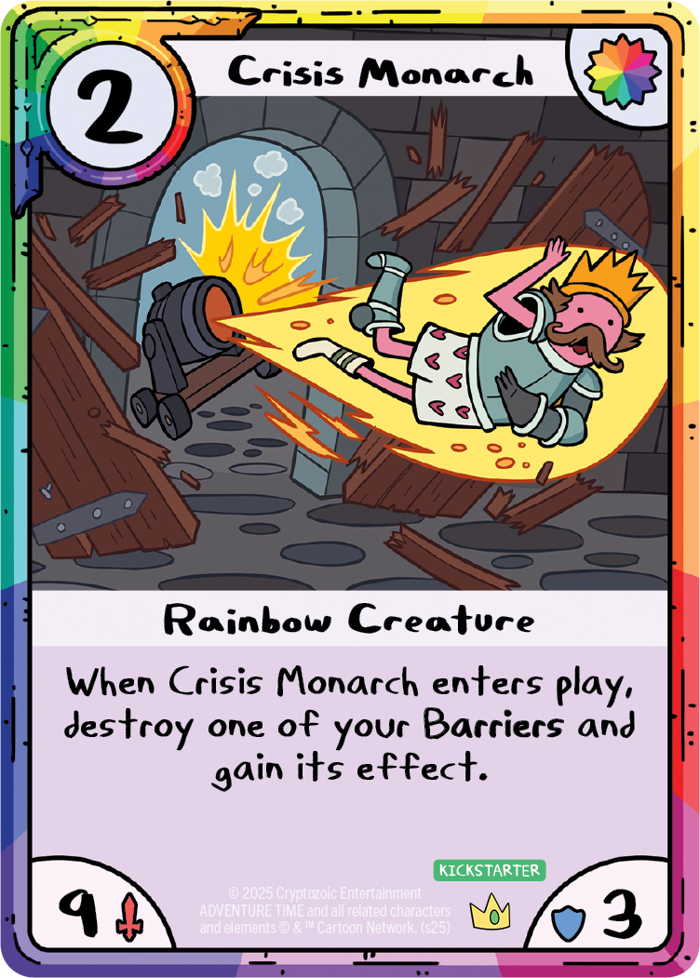 2
Crisis Monarch
Rainbow Creature
When Crisis Monarch enters play,
destroy one of your Barriers and
gain its effect.
KICKSTARTER
© 2025 Cryptozoic Entertainment
ADVENTURE TIME and all related characters
and elements © & ™ Cartoon Network. (s25)
9
3